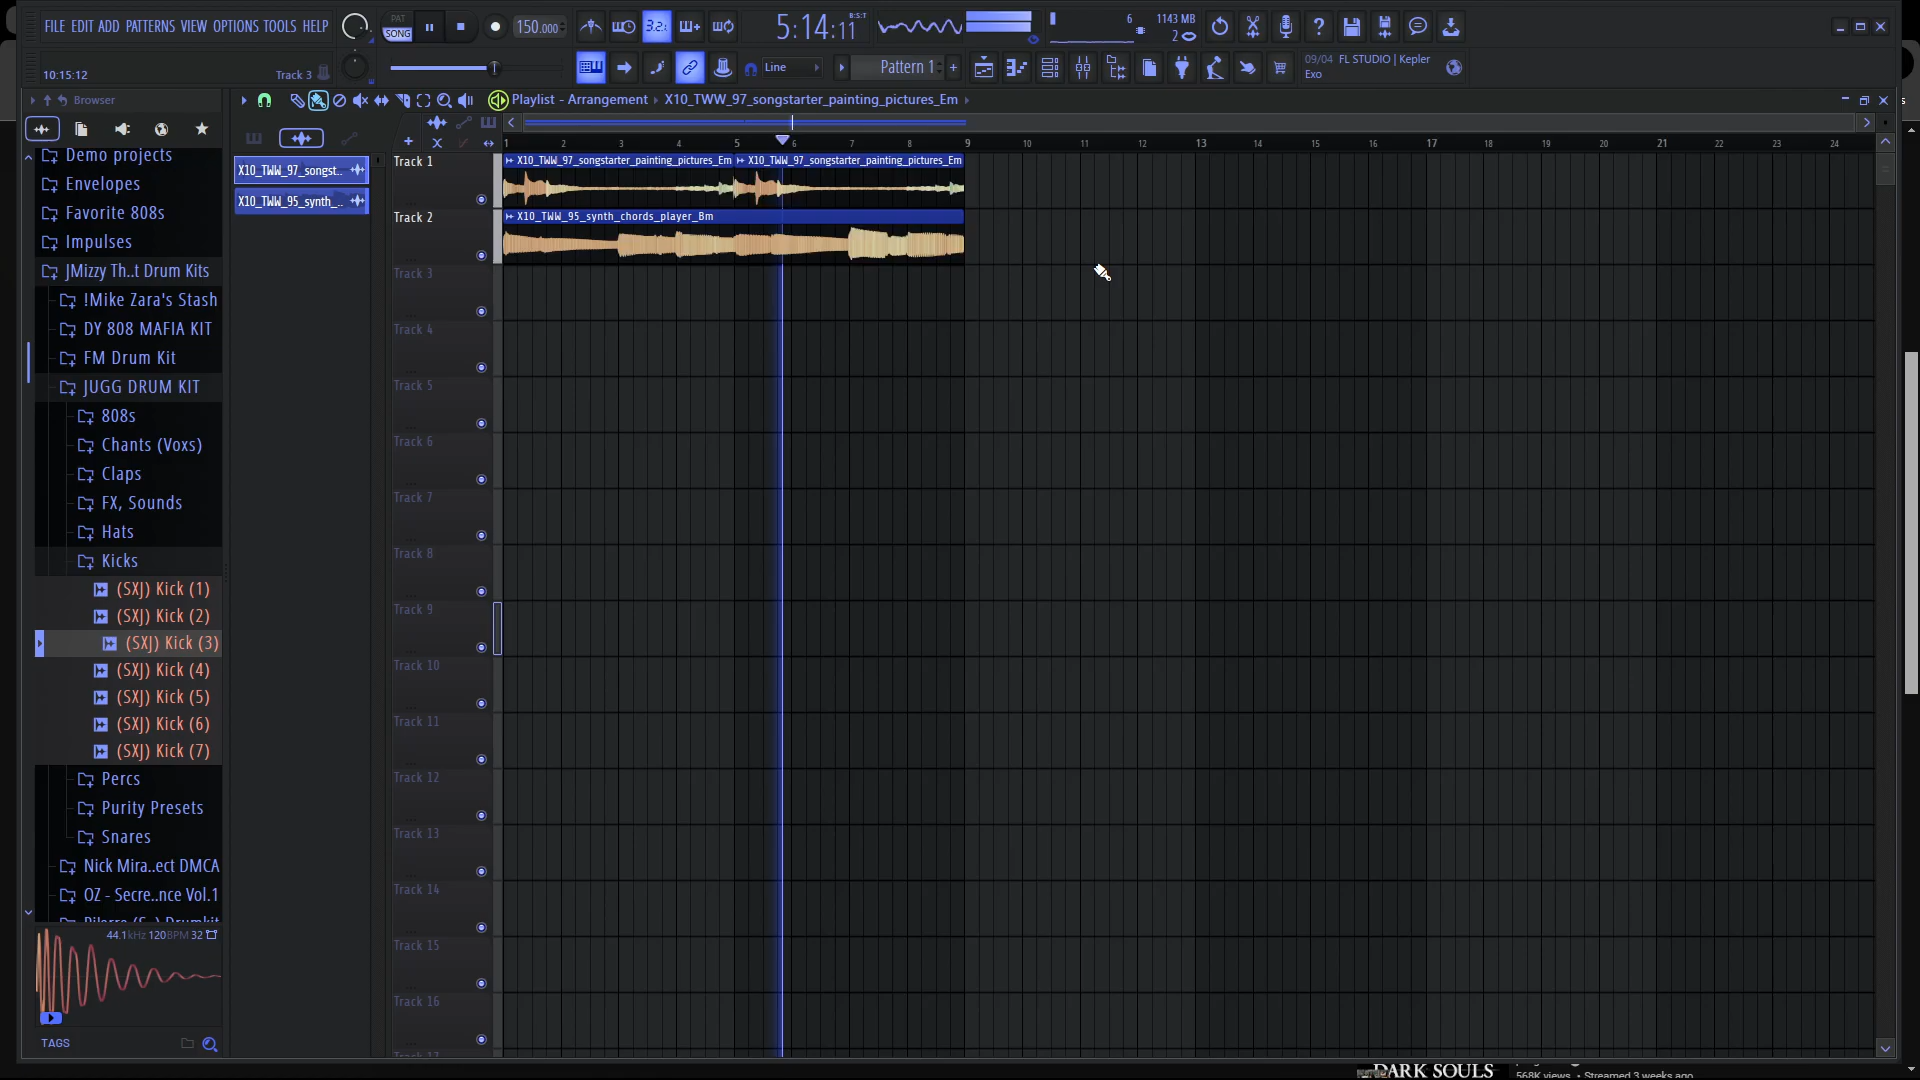 FILE EDIT ADD PATTERNS VIEW OPTIONS TOOLS HELP
PAT
SONG
150.000
3.2.
5:14:11
B:S:T
6
1143 MB
2
10:15:12
Track 3
Line
Pattern 1
09/04 FL STUDIO | Kepler
Exo
Browser
Playlist - Arrangement › X10_TWW_97_songstarter_painting_pictures_Em ›
Demo projects
Envelopes
Favorite 808s
Impulses
JMizzy Th..t Drum Kits
!Mike Zara's Stash
DY 808 MAFIA KIT
FM Drum Kit
JUGG DRUM KIT
808s
Chants (Voxs)
Claps
FX, Sounds
Hats
Kicks
(SXJ) Kick (1)
(SXJ) Kick (2)
(SXJ) Kick (3)
(SXJ) Kick (4)
(SXJ) Kick (5)
(SXJ) Kick (6)
(SXJ) Kick (7)
Percs
Purity Presets
Snares
Nick Mira..ect DMCA
OZ - Secre..nce Vol.1
44.1kHz 120BPM 32
TAGS
X10_TWW_97_songst..
X10_TWW_95_synth_..
1 2 3 4 5 6 7 8 9 10 11 12 13 14 15 16 17 18 19 20 21 22 23 24
Track 1
X10_TWW_97_songstarter_painting_pictures_Em
X10_TWW_97_songstarter_painting_pictures_Em
Track 2
X10_TWW_95_synth_chords_player_Bm
Track 3
Track 4
Track 5
Track 6
Track 7
Track 8
Track 9
Track 10
Track 11
Track 12
Track 13
Track 14
Track 15
Track 16
DARK SOULS
568K views • Streamed 3 weeks ago